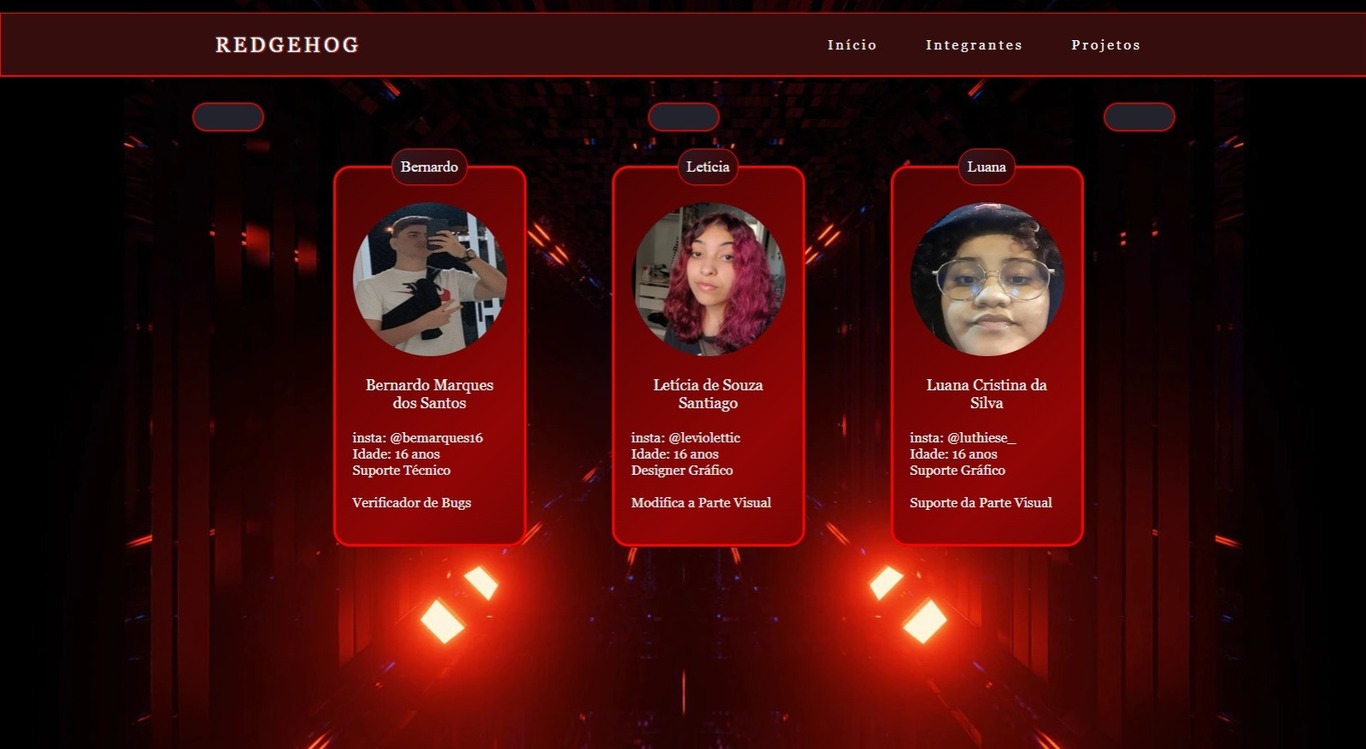 REDGEHOG
Início
Integrantes
Projetos
Bernardo
Bernardo Marques
dos Santos
insta: @bemarques16
Idade: 16 anos
Suporte Técnico
Verificador de Bugs
Letícia
Letícia de Souza
Santiago
insta: @leviolettic
Idade: 16 anos
Designer Gráfico
Modifica a Parte Visual
Luana
Luana Cristina da
Silva
insta: @luthiese_
Idade: 16 anos
Suporte Gráfico
Suporte da Parte Visual